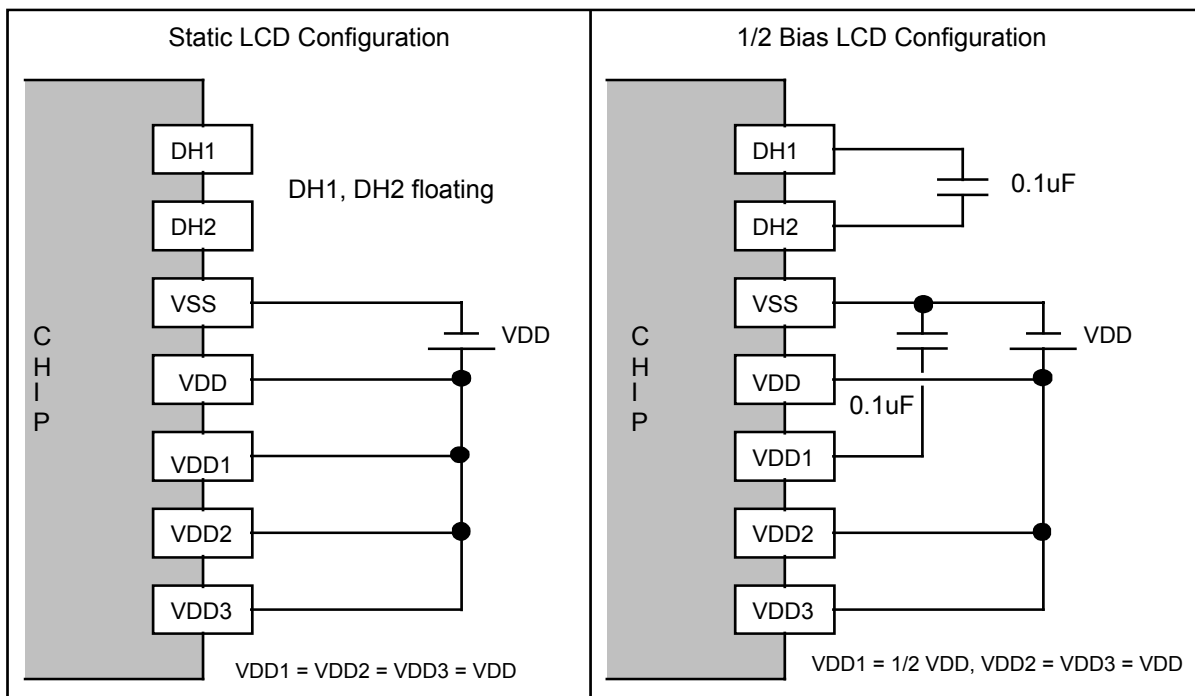 Static LCD Configuration
DH1
DH2
DH1, DH2 floating
VSS
VDD
VDD
VDD1
VDD2
VDD3
C
H
I
P
VDD1 = VDD2 = VDD3 = VDD
1/2 Bias LCD Configuration
DH1
0.1uF
DH2
VSS
VDD
VDD
0.1uF
VDD1
VDD2
VDD3
C
H
I
P
VDD1 = 1/2 VDD, VDD2 = VDD3 = VDD